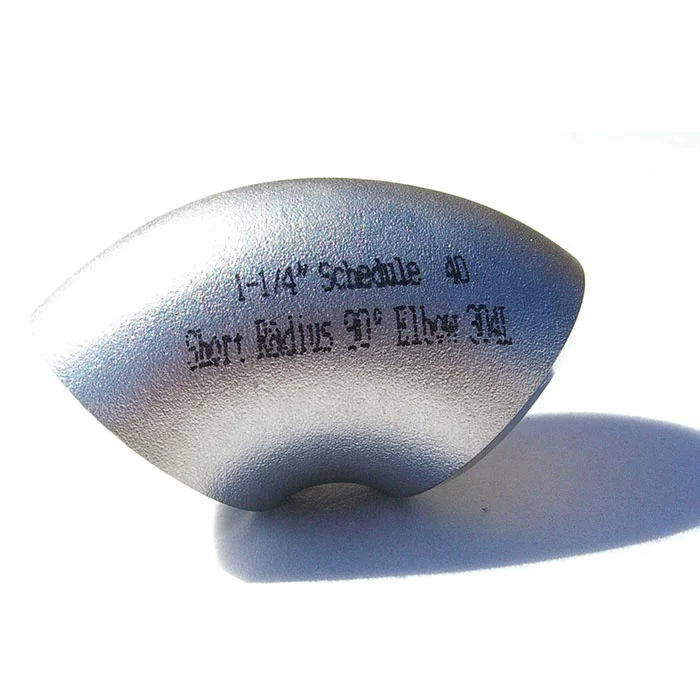 1-1/4" Schedule 40
Short Radius 90° Elbow 304L